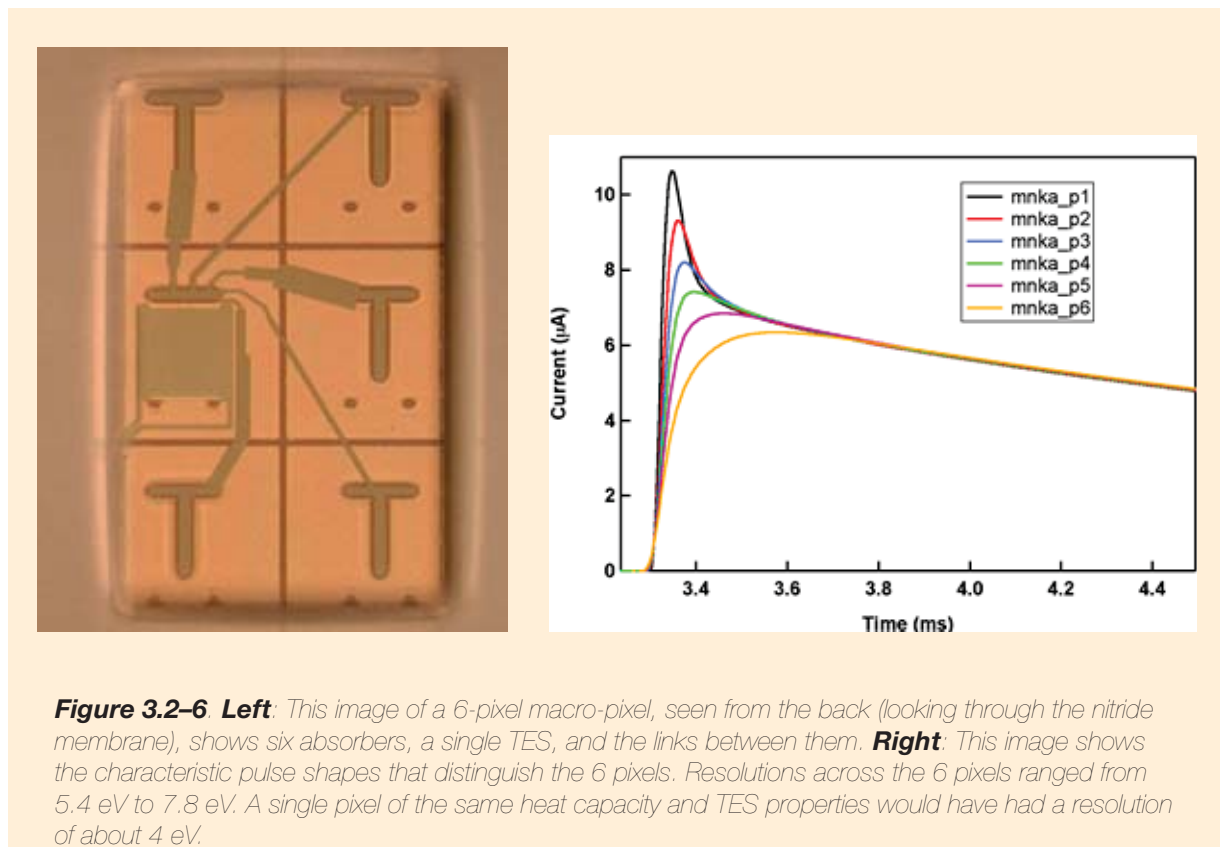 10
8
6
4
2
0
Current (μA)
mnka_p1
mnka_p2
mnka_p3
mnka_p4
mnka_p5
mnka_p6
3.4 3.6 3.8 4.0 4.2 4.4
Time (ms)
Figure 3.2–6. Left: This image of a 6-pixel macro-pixel, seen from the back (looking through the nitride
membrane), shows six absorbers, a single TES, and the links between them. Right: This image shows
the characteristic pulse shapes that distinguish the 6 pixels. Resolutions across the 6 pixels ranged from
5.4 eV to 7.8 eV. A single pixel of the same heat capacity and TES properties would have had a resolution
of about 4 eV.